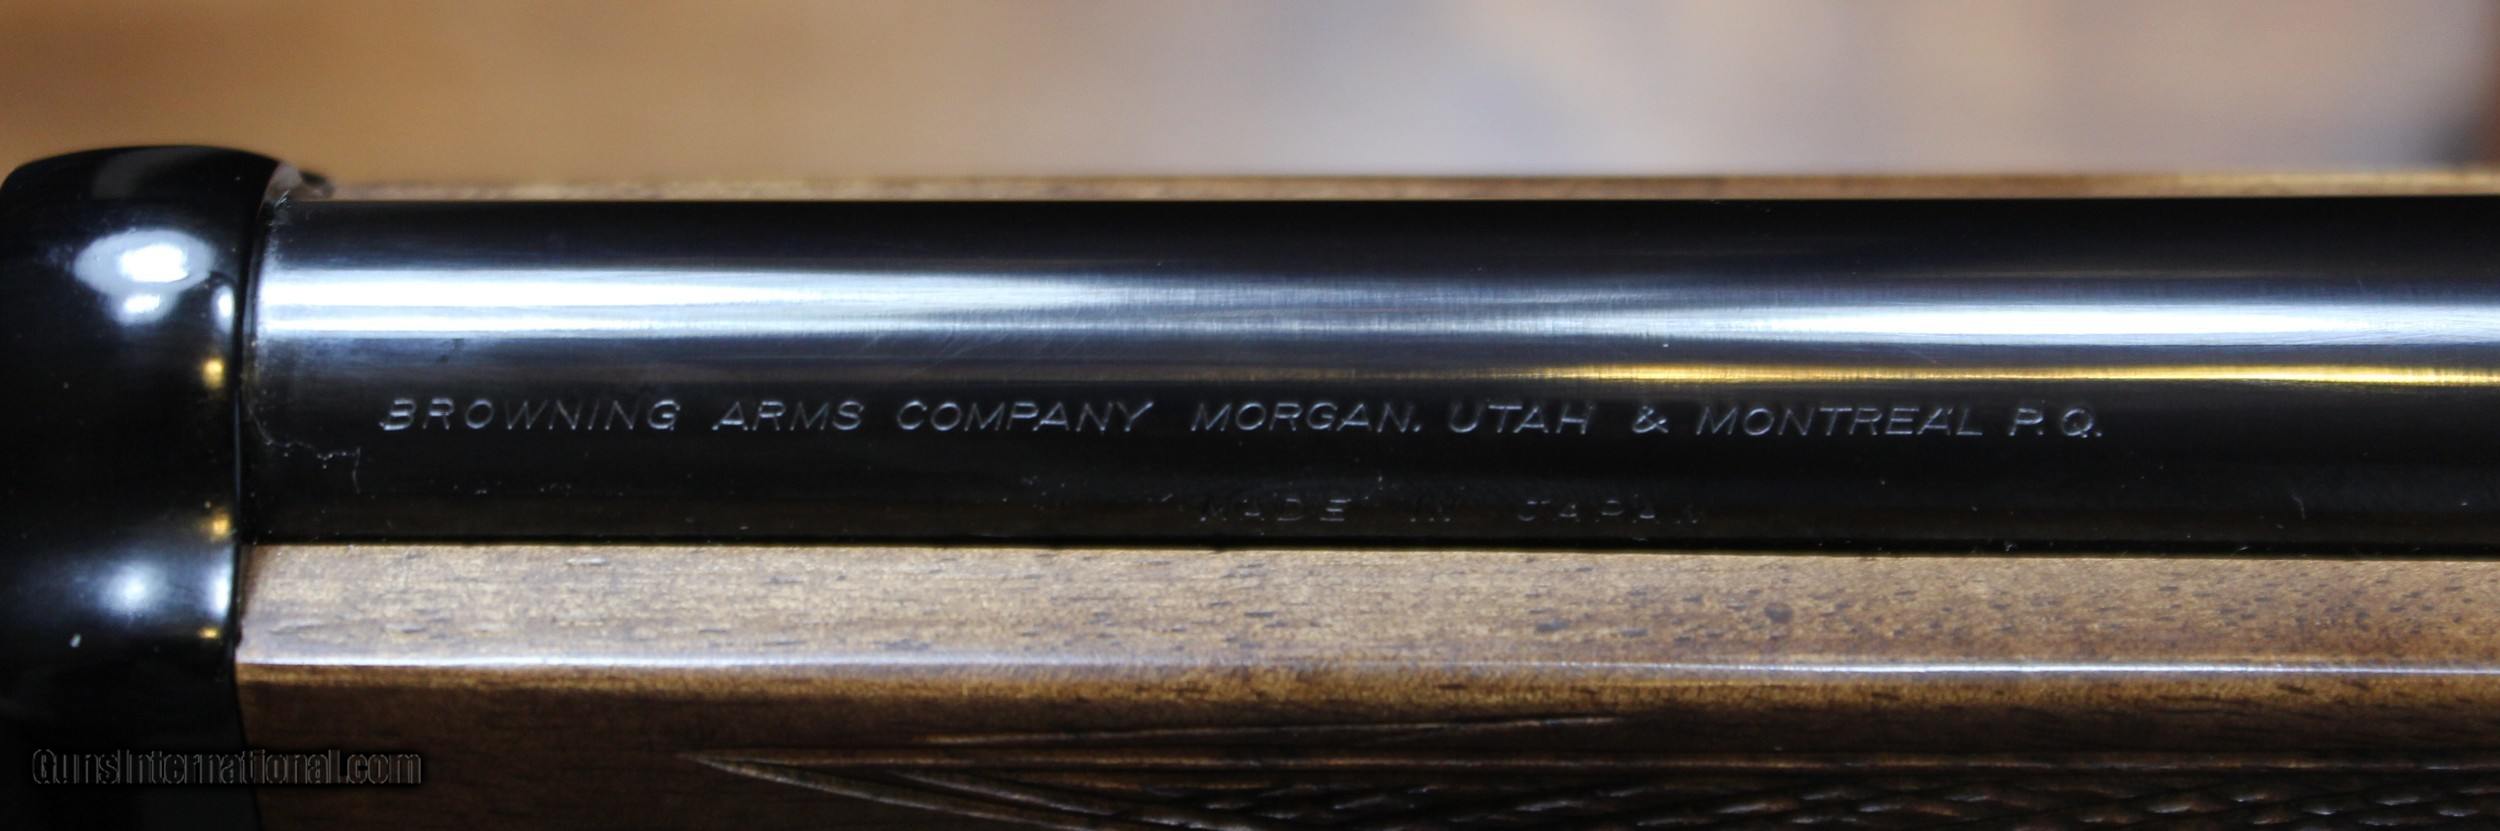 BROWNING ARMS COMPANY MORGAN, UTAH & MONTREAL P.Q.
MADE IN JAPAN
GunsInternational.com